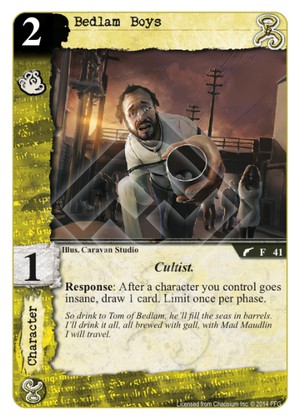 2
Bedlam Boys
Illus. Caravan Studio
F 41
1
Cultist.
Response: After a character you control goes
insane, draw 1 card. Limit once per phase.
So drink to Tom of Bedlam, he'll fill the seas in barrels.
I'll drink it all, all brewed with gall, with Mad Maudlin
I will travel.
Character
Licensed from Chaosium Inc. © 2014 FFG